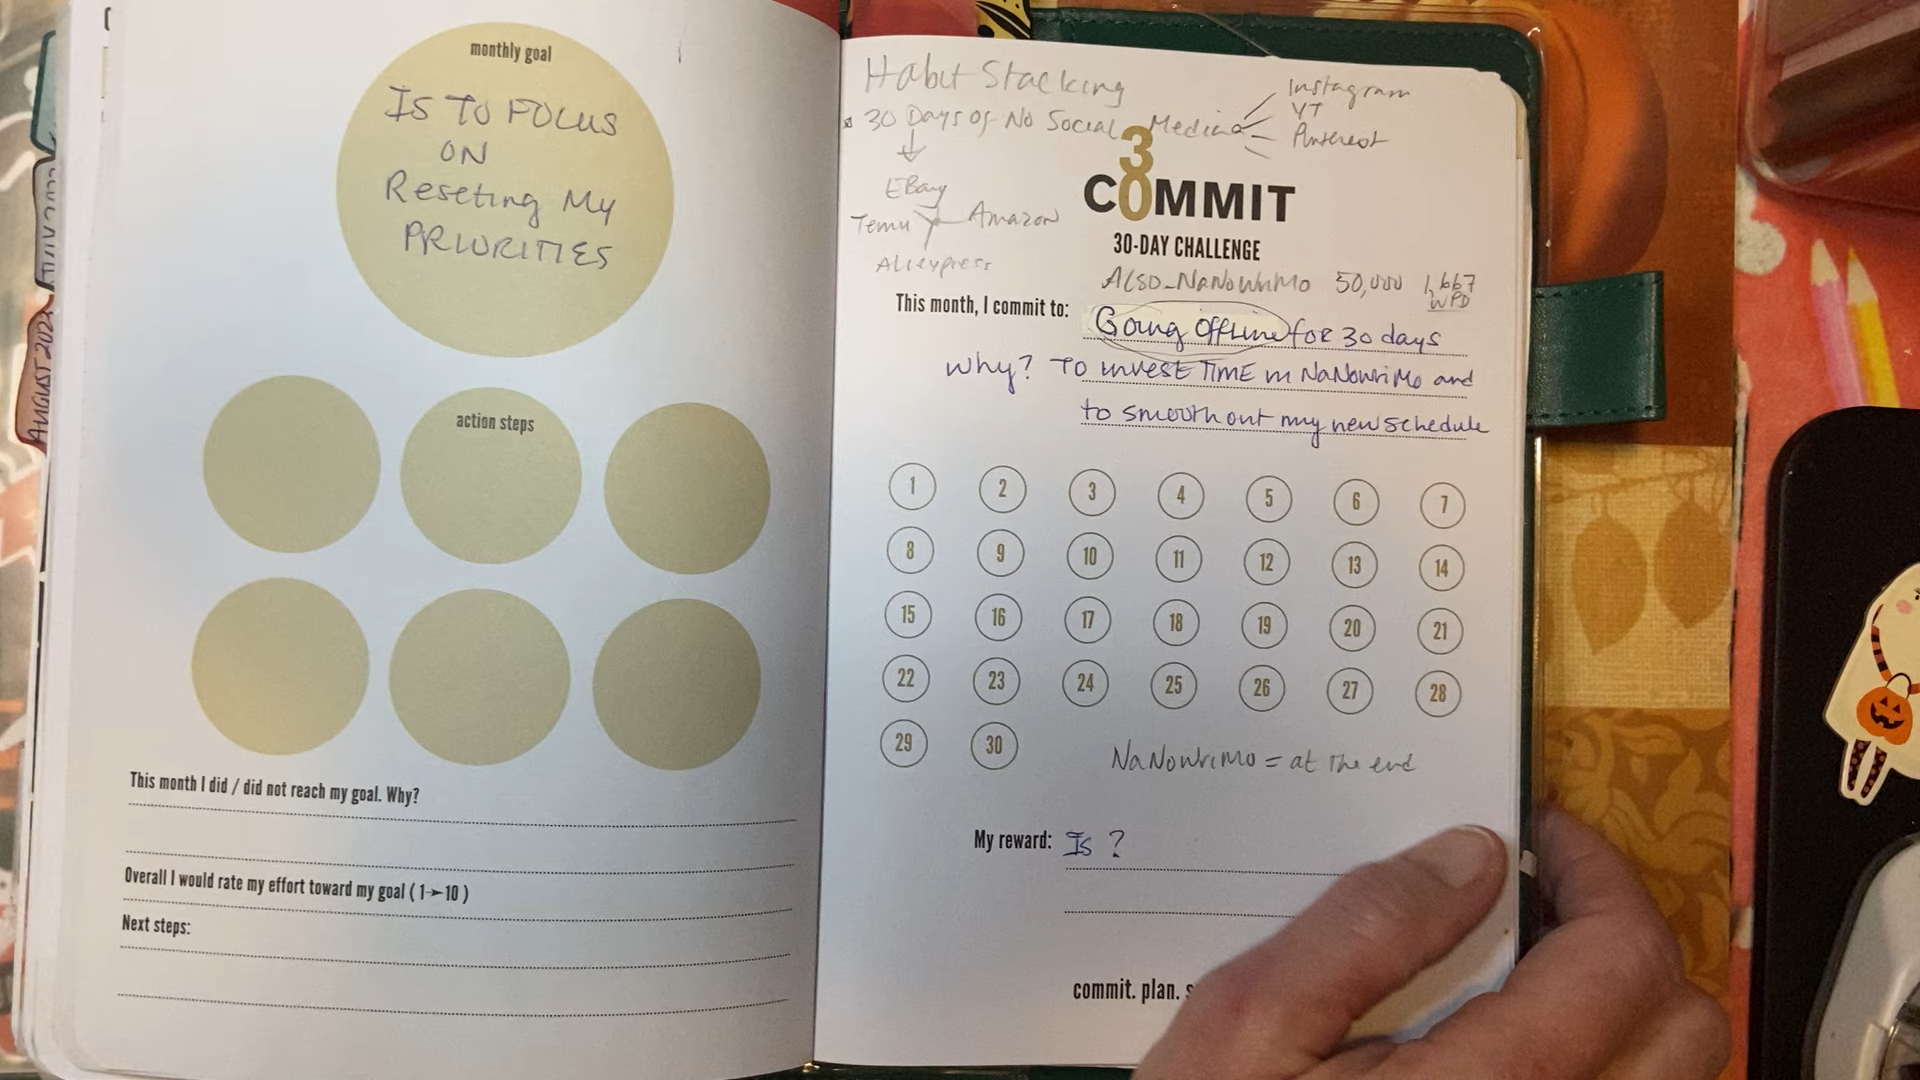 monthly goal
IS TO FOCUS
ON
Reseting My
PRIORITIES
action steps
This month I did / did not reach my goal. Why?
Overall I would rate my effort toward my goal (1➤10)
Next steps:
AUGUST 202
Habit Stacking
30 Days of No Social Media
Instagram
YT
Pinterest
EBay
Temu
Amazon
Aliexpress
30
COMMIT
30-DAY CHALLENGE
Also-NaNoWriMo 50,000 1,667
WPD
This month, I commit to: Going offline for 30 days
Why? To invest TIME in NaNoWriMo and
to smooth out my new schedule
1 2 3 4 5 6 7
8 9 10 11 12 13 14
15 16 17 18 19 20 21
22 23 24 25 26 27 28
29 30
NaNoWriMo = at the end
My reward: Is ?
commit. plan.